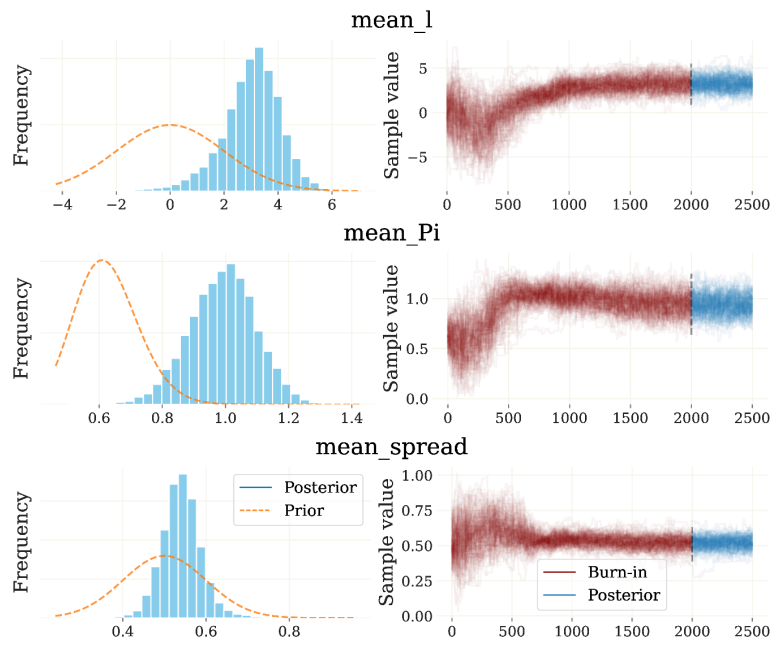 mean_l
Frequency
−4 −2 0 2 4 6
Sample value
5
0
−5
0 500 1000 1500 2000 2500
mean_Pi
Frequency
0.6 0.8 1.0 1.2 1.4
Sample value
1.0
0.5
0.0
0 500 1000 1500 2000 2500
mean_spread
Frequency
Posterior
Prior
0.4 0.6 0.8
Sample value
1.00
0.75
0.50
0.25
0.00
Burn-in
Posterior
0 500 1000 1500 2000 2500